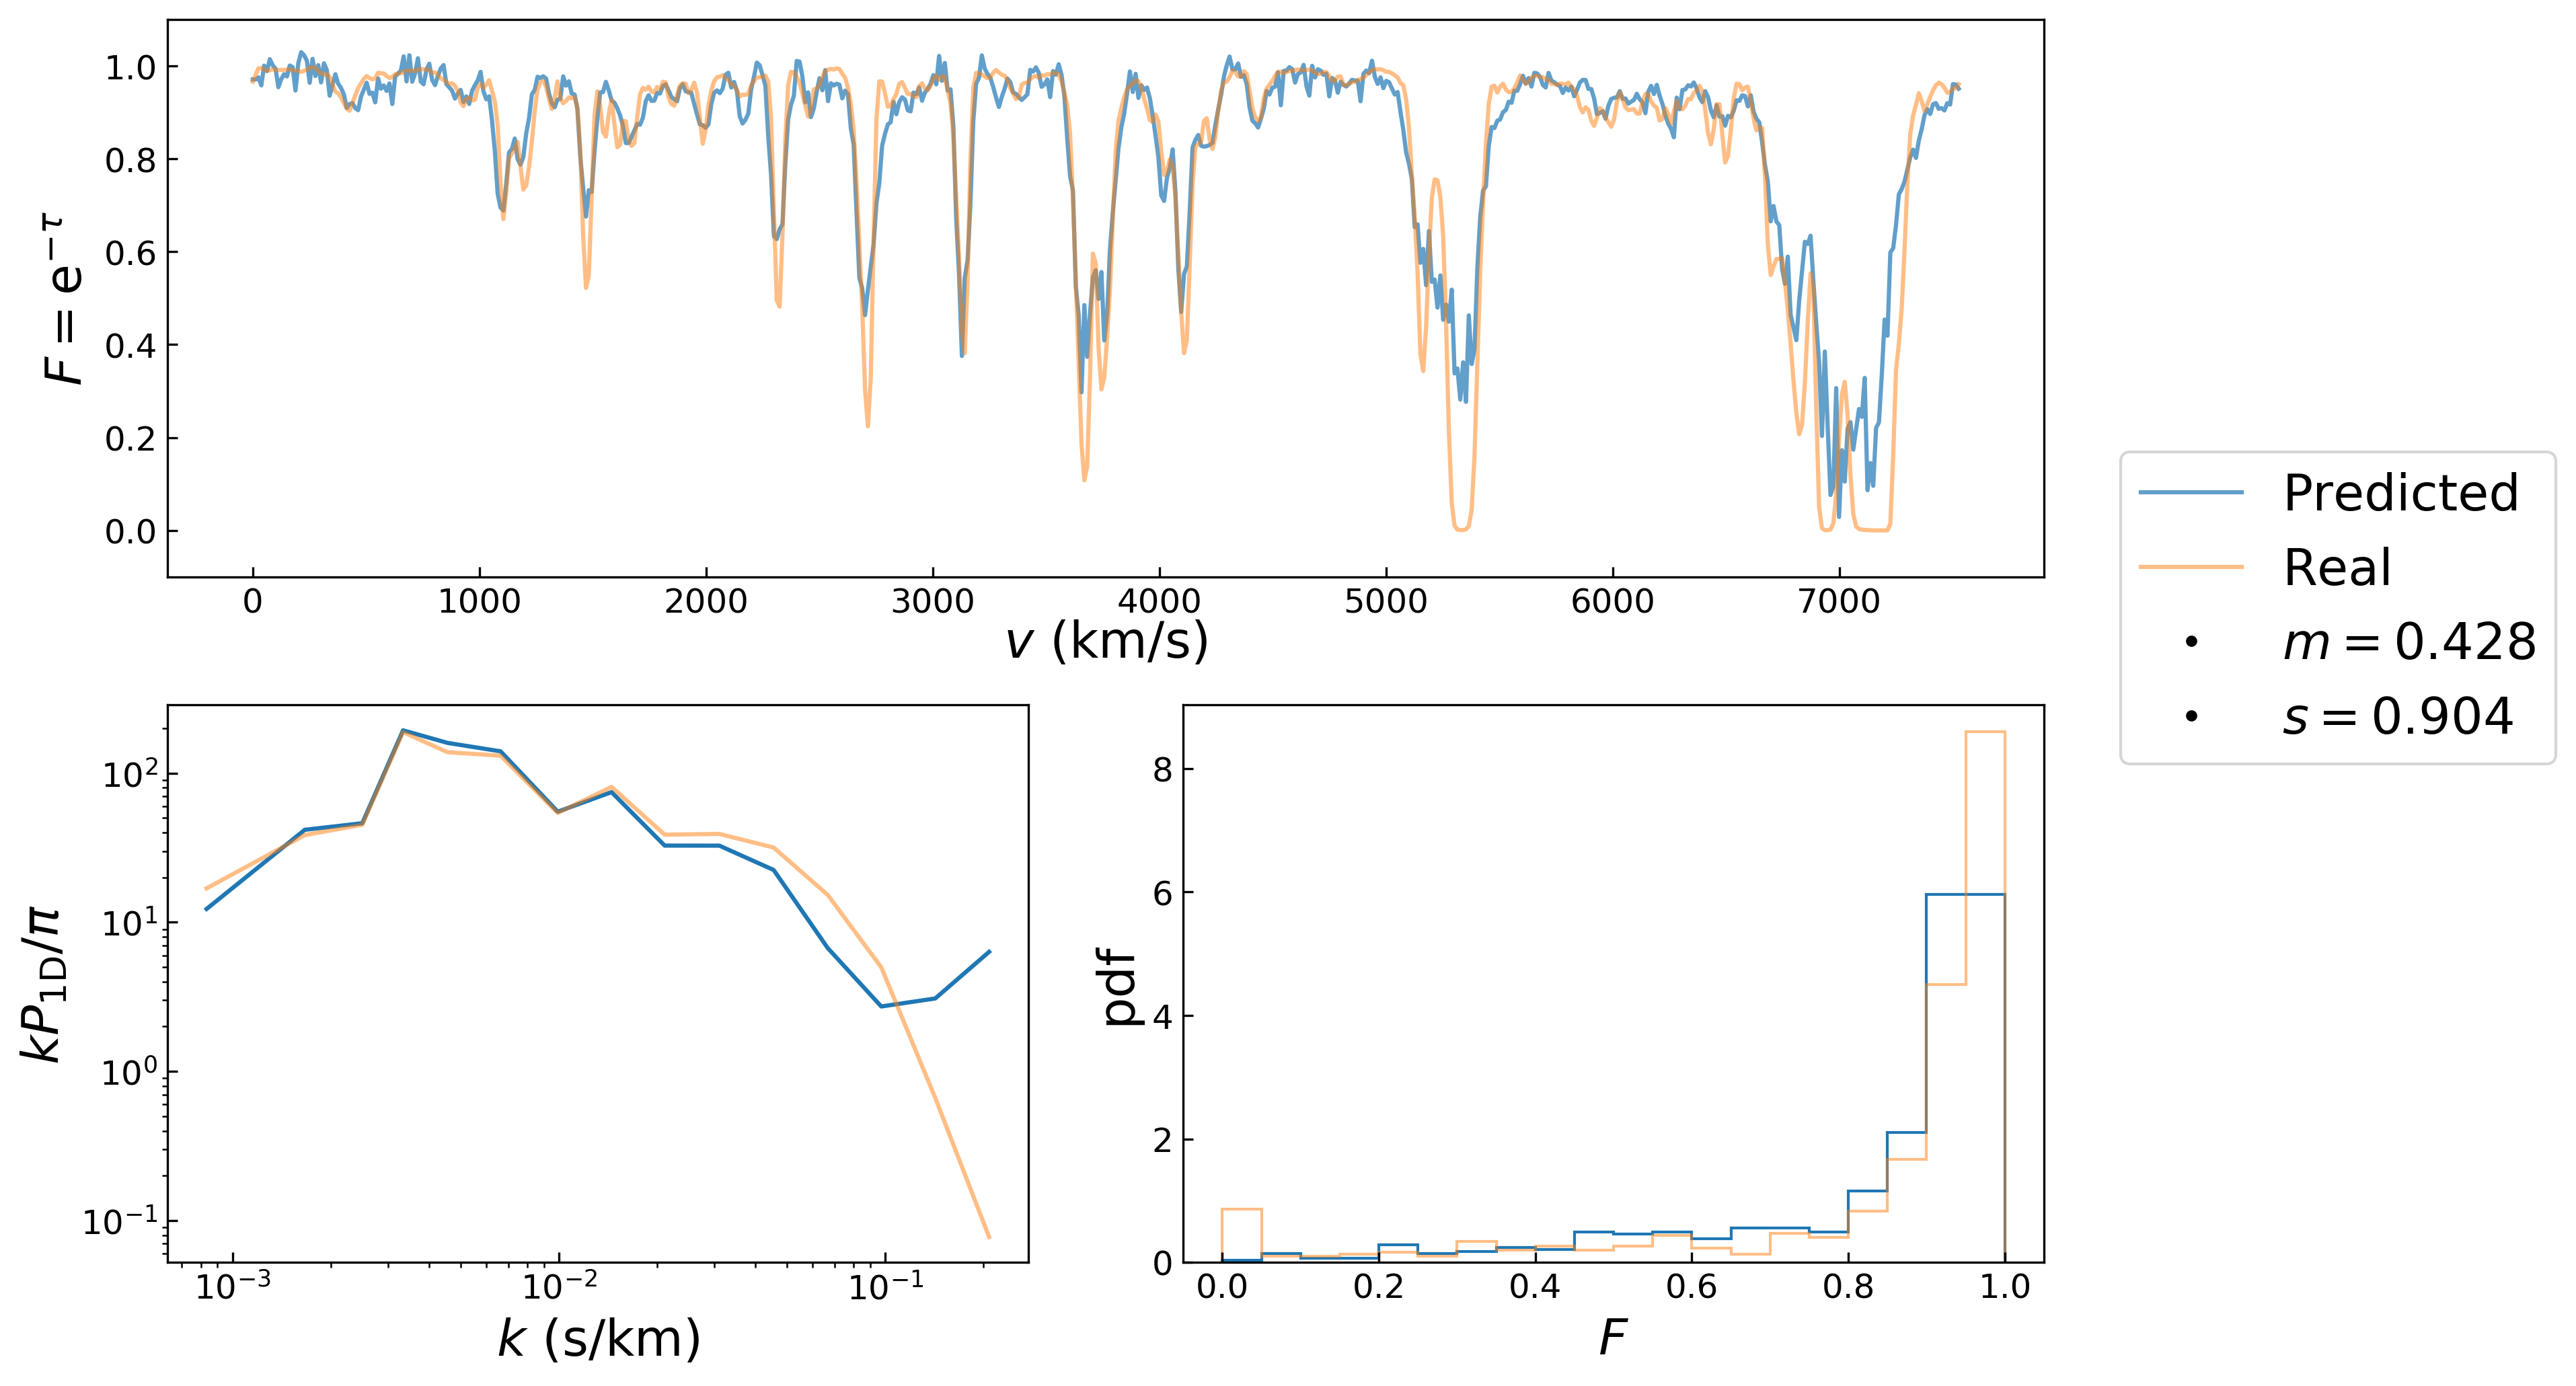 1.0
0.8
0.6
0.4
0.2
0.0
F = e^{−τ}
0 1000 2000 3000 4000 5000 6000 7000
v (km/s)
Predicted
Real
m = 0.428
s = 0.904
10^2
10^1
10^0
10^{−1}
kP_{1D}/π
10^{−3} 10^{−2} 10^{−1}
k (s/km)
8
6
4
2
0
pdf
0.0 0.2 0.4 0.6 0.8 1.0
F